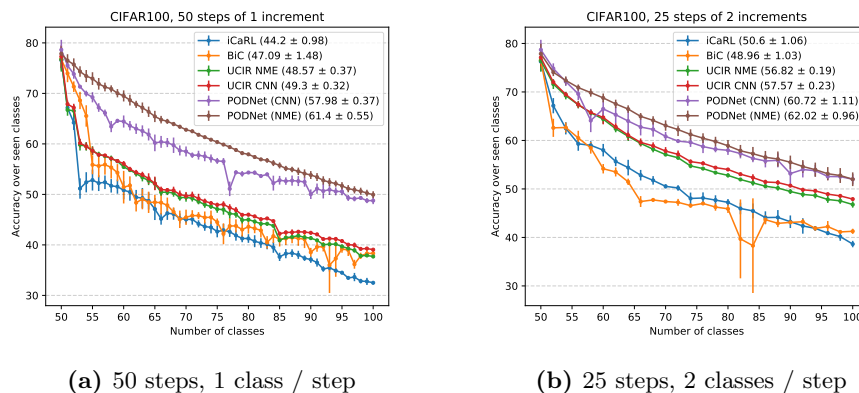 CIFAR100, 50 steps of 1 increment
Accuracy over seen classes
80
70
60
50
40
30
iCaRL (44.2 ± 0.98)
BiC (47.09 ± 1.48)
UCIR NME (48.57 ± 0.37)
UCIR CNN (49.3 ± 0.32)
PODNet (CNN) (57.98 ± 0.37)
PODNet (NME) (61.4 ± 0.55)
50 55 60 65 70 75 80 85 90 95 100
Number of classes
(a) 50 steps, 1 class / step
CIFAR100, 25 steps of 2 increments
Accuracy over seen classes
80
70
60
50
40
30
iCaRL (50.6 ± 1.06)
BiC (48.96 ± 1.03)
UCIR NME (56.82 ± 0.19)
UCIR CNN (57.57 ± 0.23)
PODNet (CNN) (60.72 ± 1.11)
PODNet (NME) (62.02 ± 0.96)
50 55 60 65 70 75 80 85 90 95 100
Number of classes
(b) 25 steps, 2 classes / step